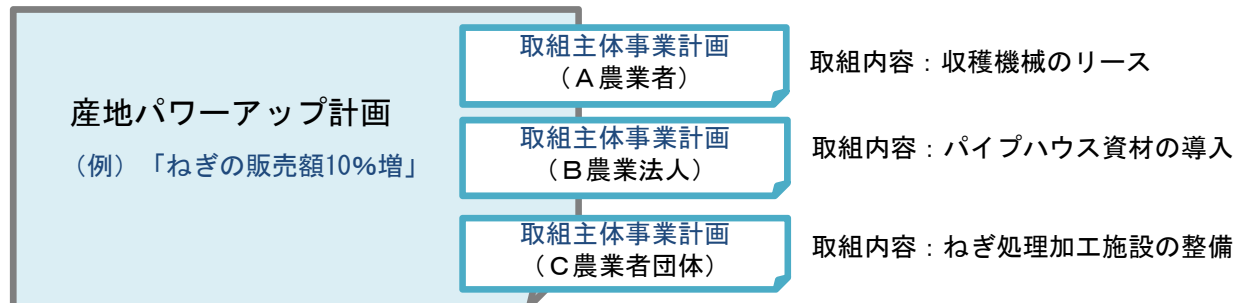 産地パワーアップ計画
(例)「ねぎの販売額10%増」
取組主体事業計画
(A農業者)
取組内容:収穫機械のリース
取組主体事業計画
(B農業法人)
取組内容:パイプハウス資材の導入
取組主体事業計画
(C農業者団体)
取組内容:ねぎ処理加工施設の整備